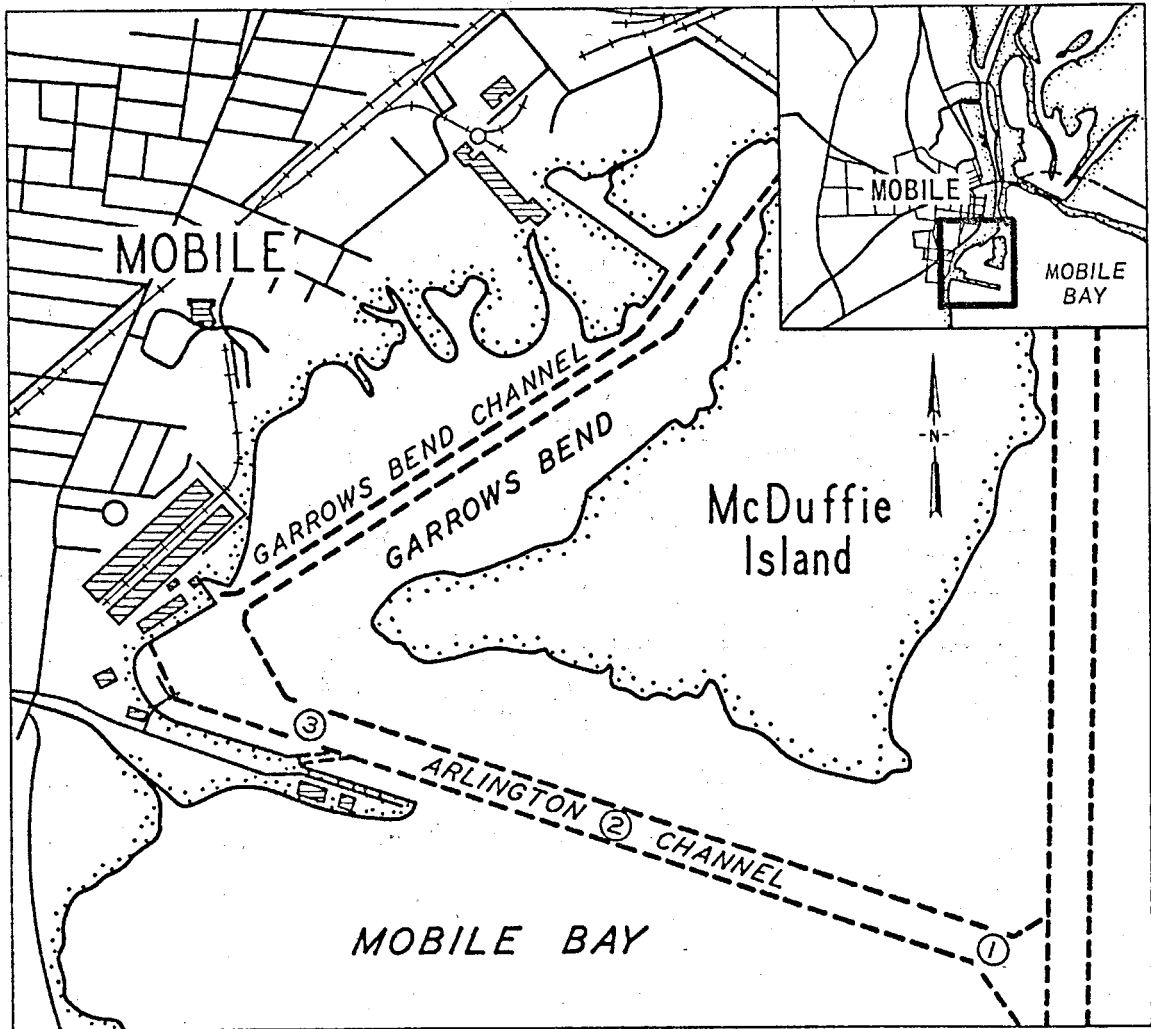 MOBILE
MOBILE
BAY
MOBILE
GARROWS BEND CHANNEL
GARROWS BEND
-N-
McDuffie
Island
3
ARLINGTON 2 CHANNEL
1
MOBILE BAY